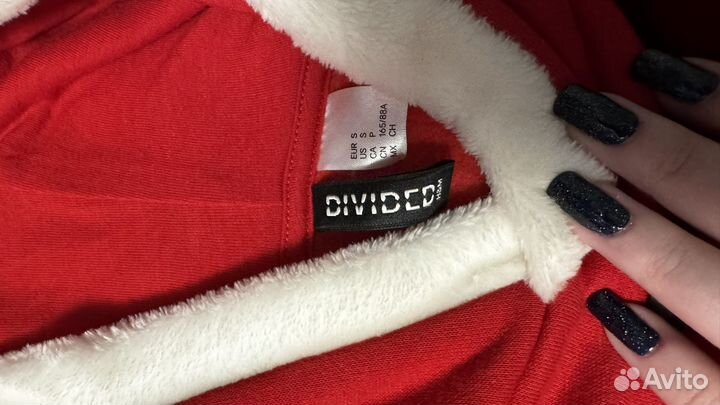 EUR S
US S
CA P
CN 165/88A
MX CH
DIVIDED
H&M
Avito